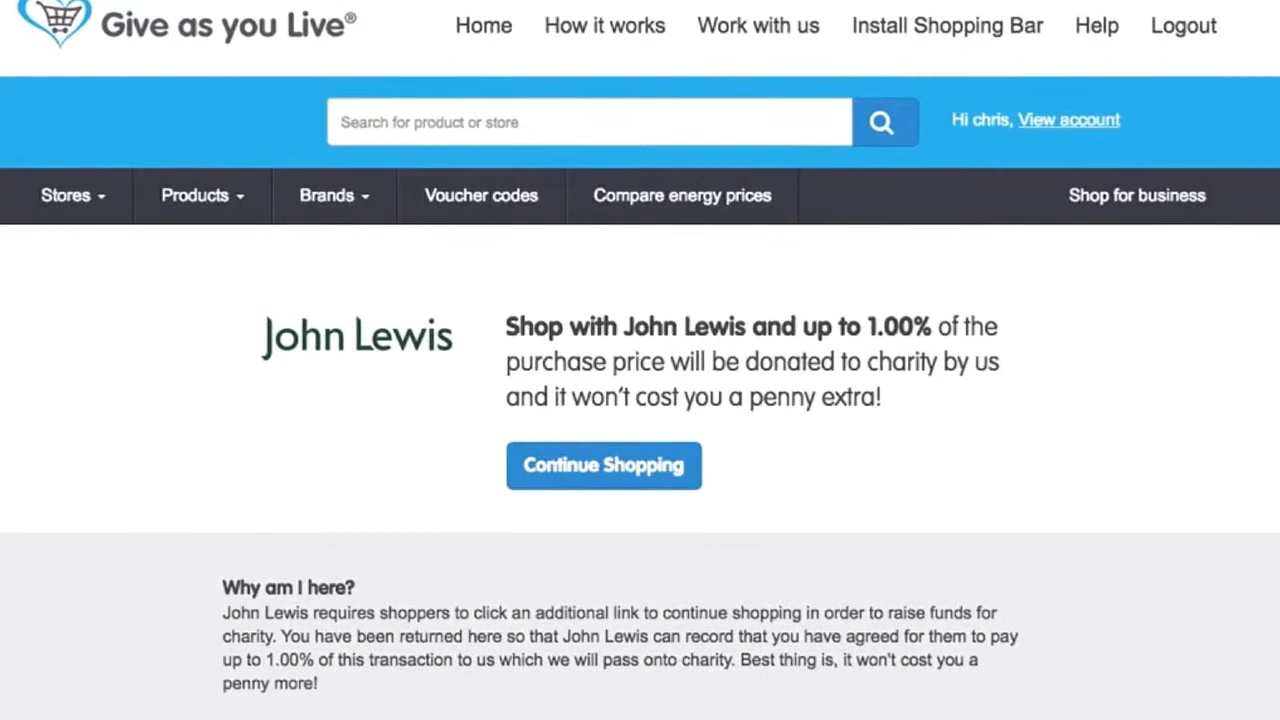 Give as you Live®
Home How it works Work with us Install Shopping Bar Help Logout
Search for product or store
Hi chris, View account
Stores Products Brands Voucher codes Compare energy prices Shop for business
John Lewis
Shop with John Lewis and up to 1.00% of the
purchase price will be donated to charity by us
and it won't cost you a penny extra!
Continue Shopping
Why am I here?
John Lewis requires shoppers to click an additional link to continue shopping in order to raise funds for
charity. You have been returned here so that John Lewis can record that you have agreed for them to pay
up to 1.00% of this transaction to us which we will pass onto charity. Best thing is, it won't cost you a
penny more!